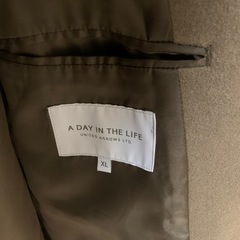 A DAY IN THE LIFE
UNITED ARROWS LTD.
XL